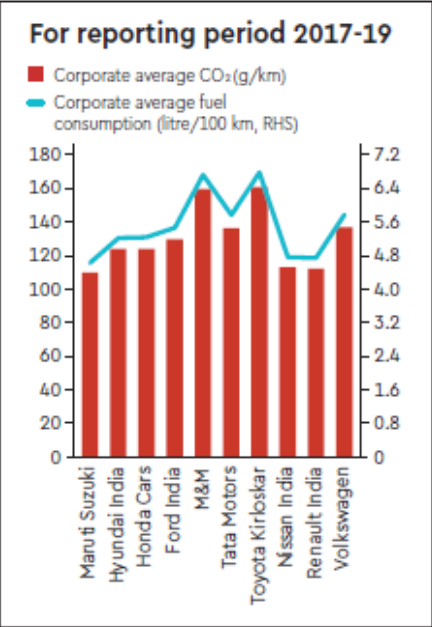 For reporting period 2017-19
Corporate average CO₂(g/km)
Corporate average fuel
consumption (litre/100 km, RHS)
180 7.2
160 6.4
140 5.6
120 4.8
100 4.0
80 3.2
60 2.4
40 1.6
20 0.8
0 0
Maruti Suzuki
Hyundai India
Honda Cars
Ford India
M&M
Tata Motors
Toyota Kirloskar
Nissan India
Renault India
Volkswagen